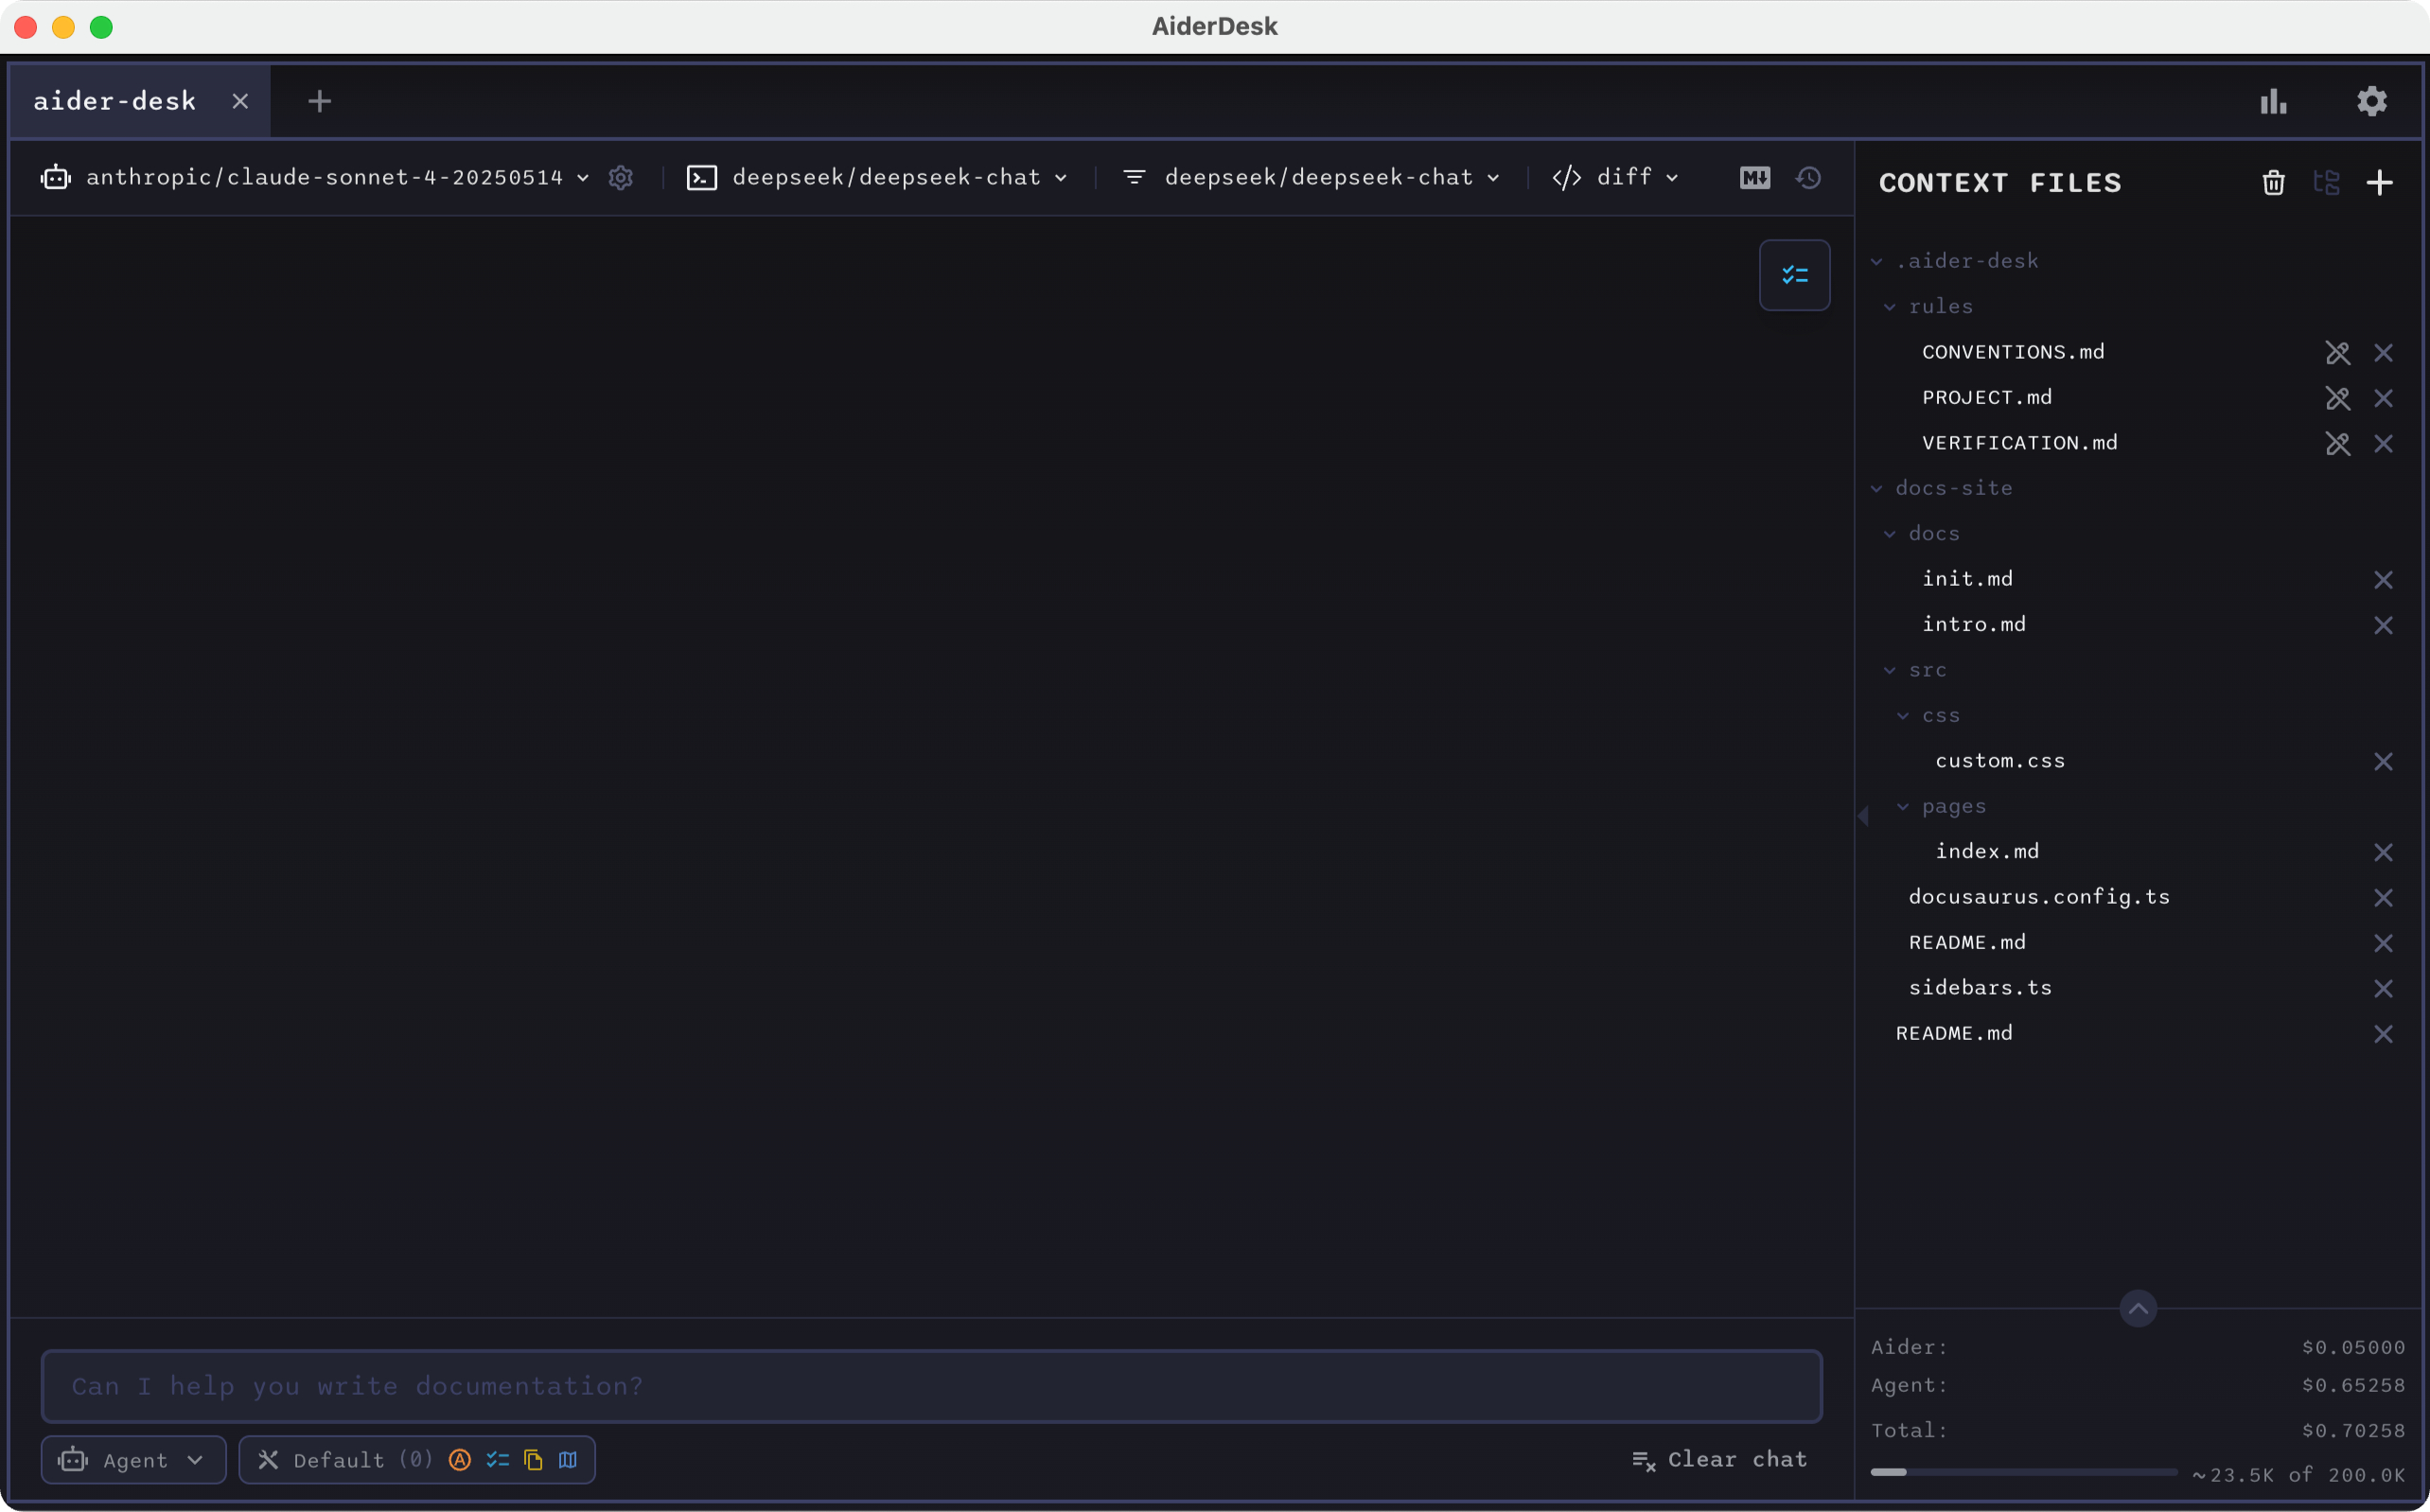 AiderDesk
aider-desk
anthropic/claude-sonnet-4-20250514
deepseek/deepseek-chat
deepseek/deepseek-chat
</> diff
M
CONTEXT FILES
.aider-desk
rules
CONVENTIONS.md
PROJECT.md
VERIFICATION.md
docs-site
docs
init.md
intro.md
src
css
custom.css
pages
index.md
docusaurus.config.ts
README.md
sidebars.ts
README.md
Can I help you write documentation?
Agent
Default (0)
A
Clear chat
Aider: $0.05000
Agent: $0.65258
Total: $0.70258
~23.5K of 200.0K